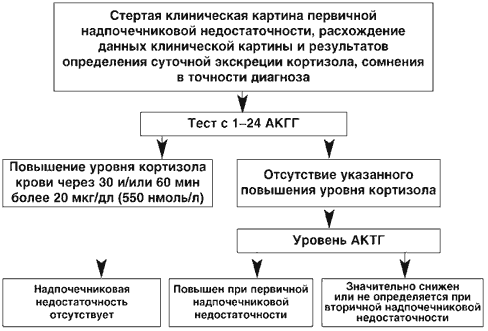 Стертая клиническая картина первичной
надпочечниковой недостаточности, расхождение
данных клинической картины и результатов
определения суточной экскреции кортизола, сомнения
в точности диагноза
Тест с 1–24 АКГГ
Повышение уровня кортизола
крови через 30 и/или 60 мин
более 20 мкг/дл (550 нмоль/л)
Отсутствие указанного
повышения уровня кортизола
Уровень АКТГ
Надпочечниковая
недостаточность
отсутствует
Повышен при первичной
надпочечниковой
недостаточности
Значительно снижен
или не определяется при
вторичной надпочечниковой
недостаточности